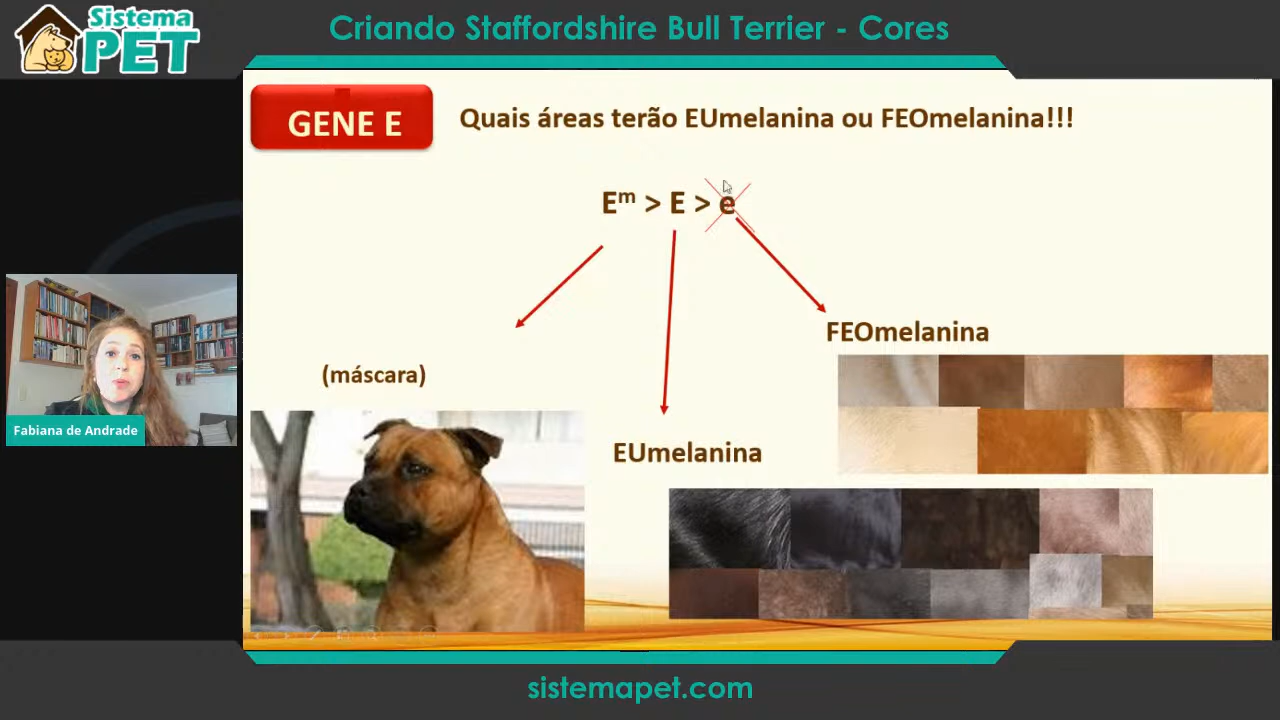 Sistema
PET
Criando Staffordshire Bull Terrier - Cores
GENE E
Quais áreas terão EUmelanina ou FEOmelanina!!!
Eᵐ > E > e
FEOmelanina
(máscara)
EUmelanina
Fabiana de Andrade
sistemapet.com